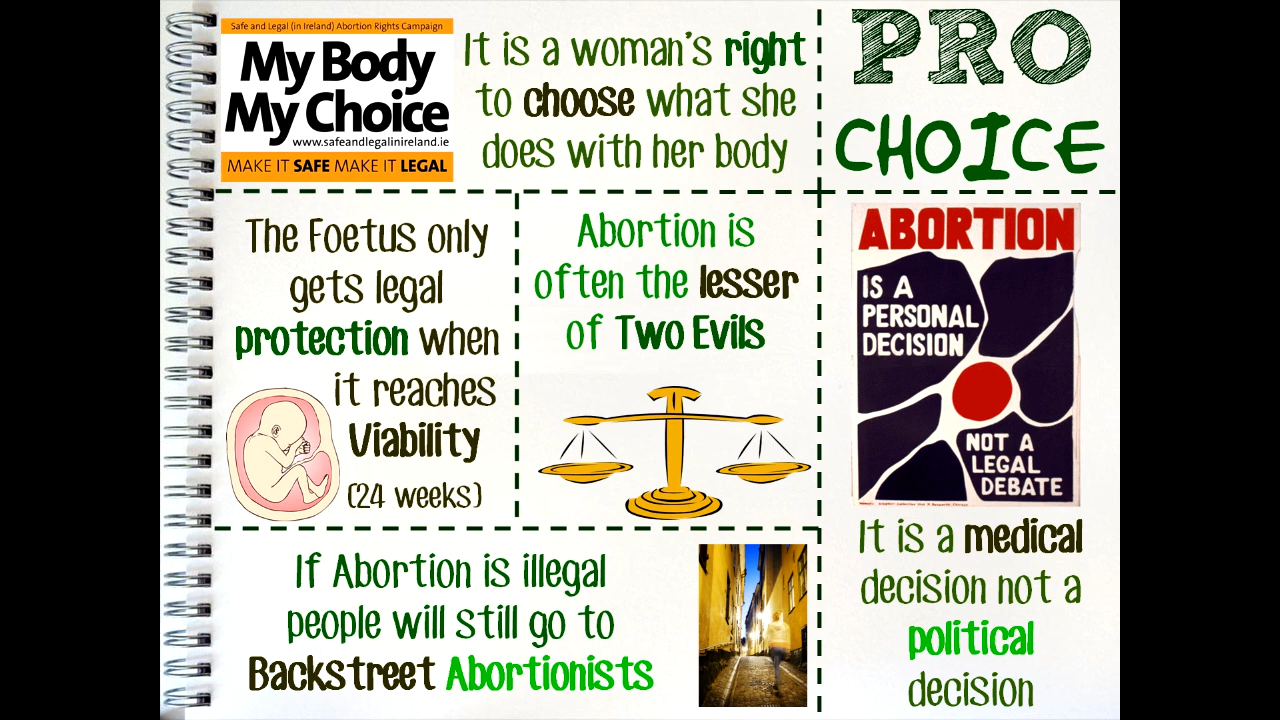 Safe and Legal (in Ireland) Abortion Rights Campaign
My Body
My Choice
www.safeandlegalinireland.ie
MAKE IT SAFE MAKE IT LEGAL
It is a woman's right
to choose what she
does with her body
PRO
CHOICE
The Foetus only
gets legal
protection when
it reaches
Viability
(24 weeks)
Abortion is
often the lesser
of Two Evils
ABORTION
IS A
PERSONAL
DECISION
NOT A
LEGAL
DEBATE
It is a medical
decision not a
political
decision
If Abortion is illegal
people will still go to
Backstreet Abortionists